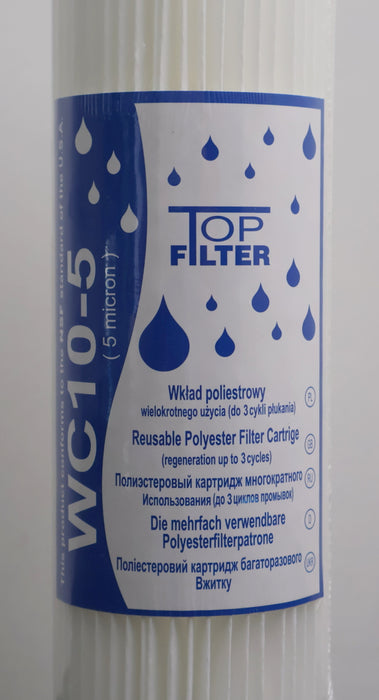 This product conforms to the NSF standard of the U.S.A.
WC10-5
( 5 micron )
TOP
FILTER
Wkład poliestrowy
wielokrotnego użycia (do 3 cykli płukania)
PL
Reusable Polyester Filter Cartrige
(regeneration up to 3 cycles)
GB
Полиэстеровый картридж многократного
Использования (до 3 циклов промывок)
RU
Die mehrfach verwendbare
Polyesterfilterpatrone
D
Поліестеровий картридж багаторазового
Вжитку
UKR